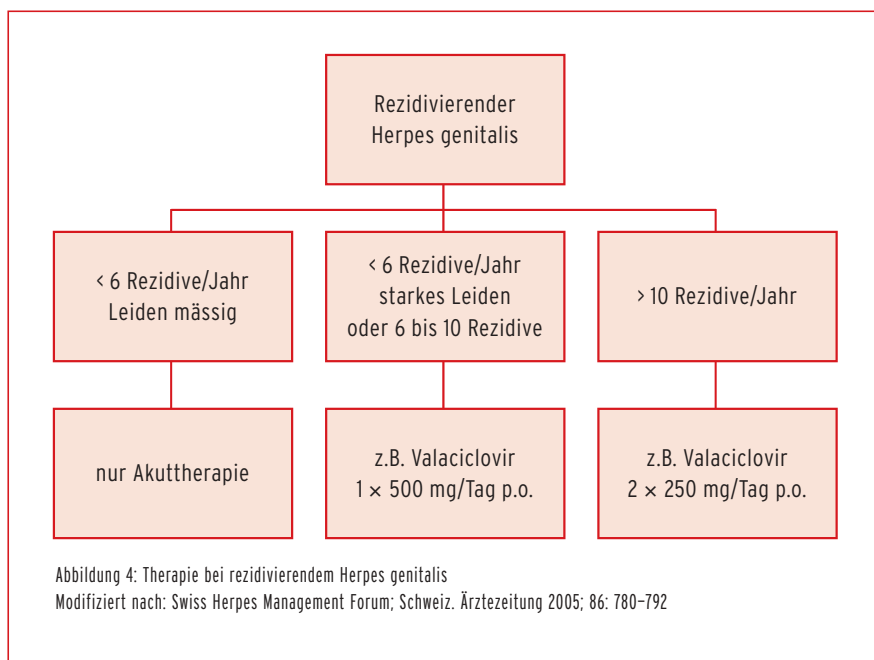 Rezidivierender
Herpes genitalis
< 6 Rezidive/Jahr
Leiden mässig
< 6 Rezidive/Jahr
starkes Leiden
oder 6 bis 10 Rezidive
> 10 Rezidive/Jahr
nur Akuttherapie
z.B. Valaciclovir
1 × 500 mg/Tag p.o.
z.B. Valaciclovir
2 × 250 mg/Tag p.o.
Abbildung 4: Therapie bei rezidivierendem Herpes genitalis
Modifiziert nach: Swiss Herpes Management Forum; Schweiz. Ärztezeitung 2005; 86: 780–792